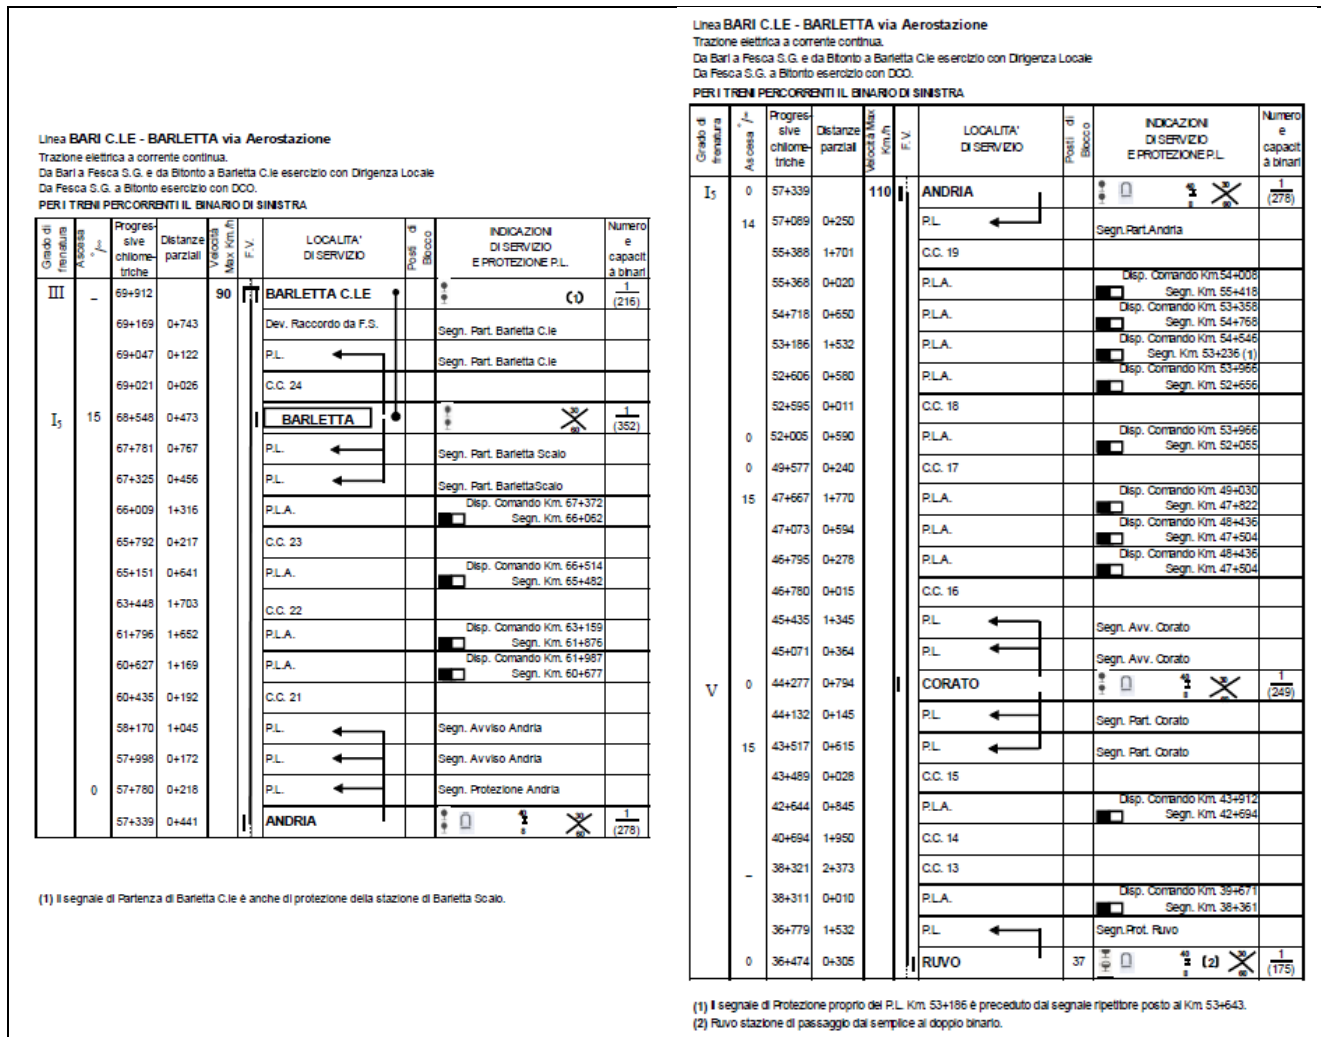 Linea BARI C.LE - BARLETTA via Aerostazione
Trazione elettrica a corrente continua.
Da Bari a Fesca S.G. e da Bitonto a Barletta C.le esercizio con Dirigenza Locale
Da Fesca S.G. a Bitonto esercizio con DCO.
PER I TRENI PERCORRENTI IL BINARIO DI SINISTRA
Grado di frenatura Ascesa °/°° Progressive chilometriche Distanze parziali Velocità Max Km./h F.V. LOCALITA' DI SERVIZIO Posti di Blocco INDICAZIONI DI SERVIZIO E PROTEZIONE P.L. Numero e capacità binari
III – 69+912 90 BARLETTA C.LE (1) 1 (216)
69+169 0+743 Dev. Raccordo da F.S. Segn. Part. Barletta C.le
69+047 0+122 P.L. Segn. Part. Barletta C.le
69+021 0+026 C.C. 24
I5 15 68+548 0+473 BARLETTA 30 60 1 (352)
67+781 0+767 P.L. Segn. Part. Barletta Scalo
67+325 0+456 P.L. Segn. Part. BarlettaScalo
66+009 1+316 P.L.A. Disp. Comando Km. 67+372
Segn. Km. 66+062
65+792 0+217 C.C. 23
65+151 0+641 P.L.A. Disp. Comando Km. 66+514
Segn. Km. 65+482
63+448 1+703 C.C. 22
61+796 1+652 P.L.A. Disp. Comando Km. 63+159
Segn. Km. 61+876
60+627 1+169 P.L.A. Disp. Comando Km. 61+987
Segn. Km. 60+677
60+435 0+192 C.C. 21
58+170 1+045 P.L. Segn. Avviso Andria
57+998 0+172 P.L. Segn. Avviso Andria
0 57+780 0+218 P.L. Segn. Protezione Andria
57+339 0+441 ANDRIA 40 8 30 60 1 (278)
(1) Il segnale di Partenza di Barletta C.le è anche di protezione della stazione di Barletta Scalo.
Linea BARI C.LE - BARLETTA via Aerostazione
Trazione elettrica a corrente continua.
Da Bari a Fesca S.G. e da Bitonto a Barletta C.le esercizio con Dirigenza Locale
Da Fesca S.G. a Bitonto esercizio con DCO.
PER I TRENI PERCORRENTI IL BINARIO DI SINISTRA
Grado di frenatura Ascesa °/°° Progressive chilometriche Distanze parziali Velocità Max Km./h F.V. LOCALITA' DI SERVIZIO Posti di Blocco INDICAZIONI DI SERVIZIO E PROTEZIONE P.L. Numero e capacità binari
I5 0 57+339 110 ANDRIA 40 8 30 60 1 (278)
14 57+089 0+250 P.L. Segn.Part.Andria
55+388 1+701 C.C. 19
55+368 0+020 P.L.A. Disp. Comando Km.54+008
Segn. Km. 55+418
54+718 0+650 P.L.A. Disp. Comando Km. 53+358
Segn. Km. 54+768
53+186 1+532 P.L.A. Disp. Comando Km. 54+546
Segn. Km. 53+236 (1)
52+606 0+580 P.L.A. Disp. Comando Km. 53+966
Segn. Km. 52+656
52+595 0+011 C.C. 18
0 52+005 0+590 P.L.A. Disp. Comando Km. 53+966
Segn. Km. 52+055
0 49+577 0+240 C.C. 17
15 47+667 1+770 P.L.A. Disp. Comando Km. 49+030
Segn. Km. 47+822
47+073 0+594 P.L.A. Disp. Comando Km. 48+436
Segn. Km. 47+504
46+795 0+278 P.L.A. Disp. Comando Km. 48+436
Segn. Km. 47+504
46+780 0+015 C.C. 16
45+435 1+345 P.L. Segn. Avv. Corato
45+071 0+364 P.L. Segn. Avv. Corato
V 0 44+277 0+794 CORATO 40 8 30 60 1 (249)
44+132 0+145 P.L. Segn. Part. Corato
15 43+517 0+615 P.L. Segn. Part. Corato
43+489 0+028 C.C. 15
42+644 0+845 P.L.A. Disp. Comando Km. 43+912
Segn. Km. 42+694
40+694 1+950 C.C. 14
– 38+321 2+373 C.C. 13
38+311 0+010 P.L.A. Disp. Comando Km. 39+671
Segn. Km. 38+361
36+779 1+532 P.L. Segn.Prot. Ruvo
0 36+474 0+305 RUVO 37 40 8 (2) 30 60 1 (175)
(1) Il segnale di Protezione proprio del P.L. Km. 53+186 è preceduto dal segnale ripetitore posto al Km. 53+643.
(2) Ruvo stazione di passaggio dal semplice al doppio binario.